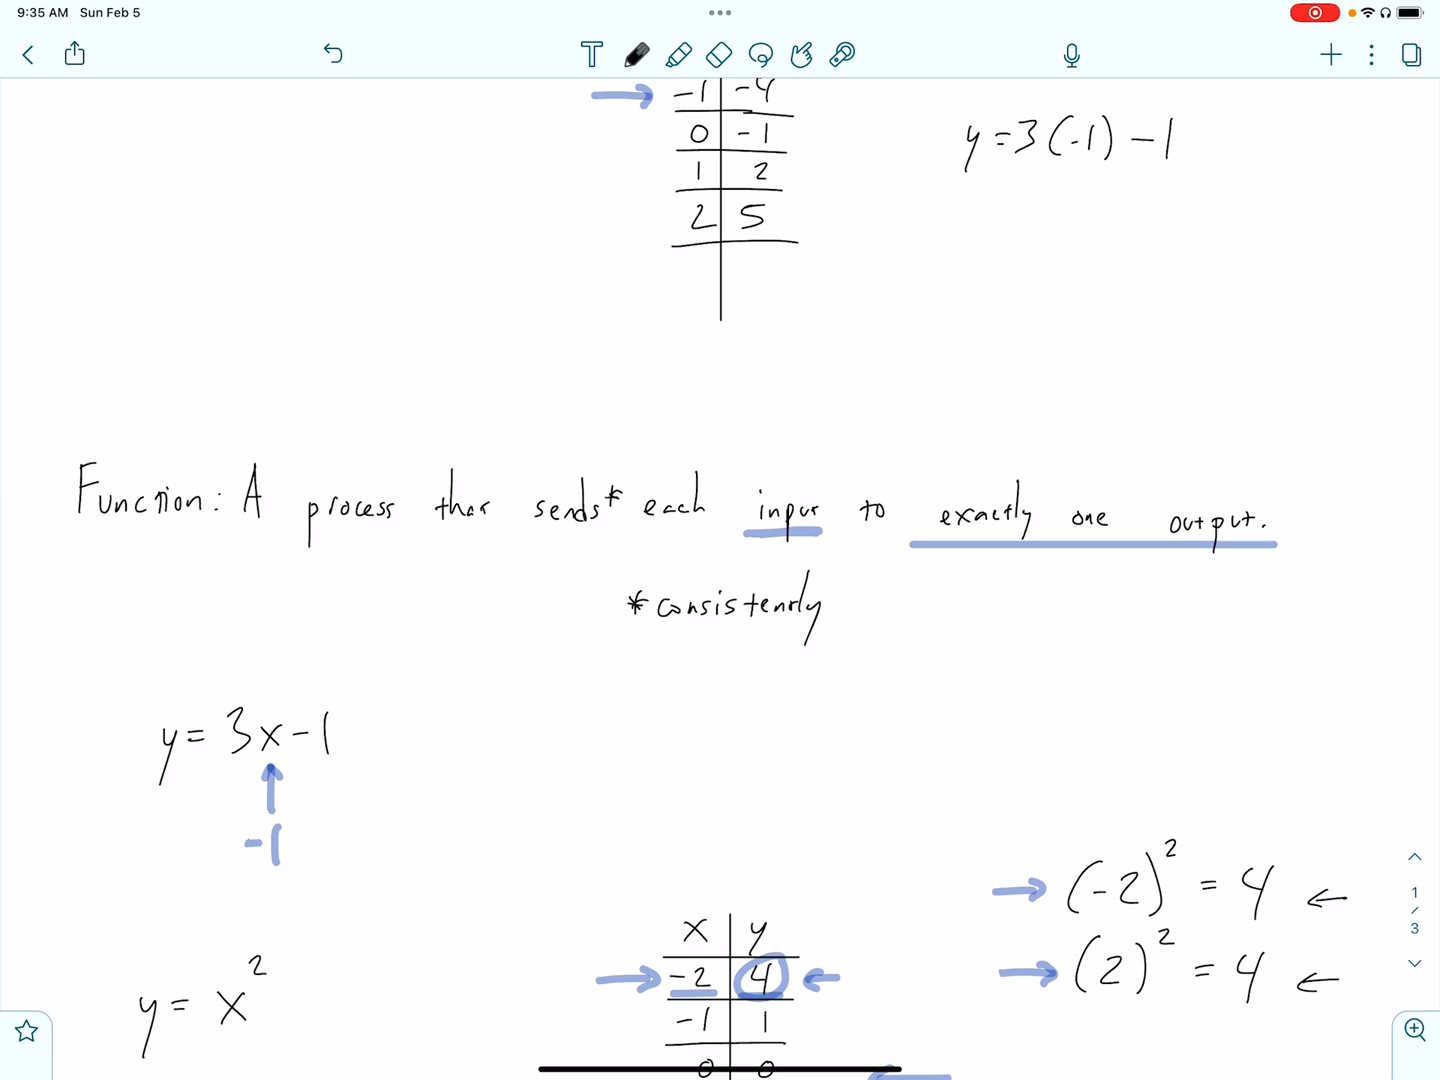 9:35 AM Sun Feb 5
-1 -4
0 -1
1 2
2 5
y=3(-1)-1
Function: A process that sends* each input to exactly one output.
*consistently
y= 3x-1
-1
(-2)² = 4
(2)² = 4
x y
-2 4
-1 1
0 0
y= x²
1
/
3